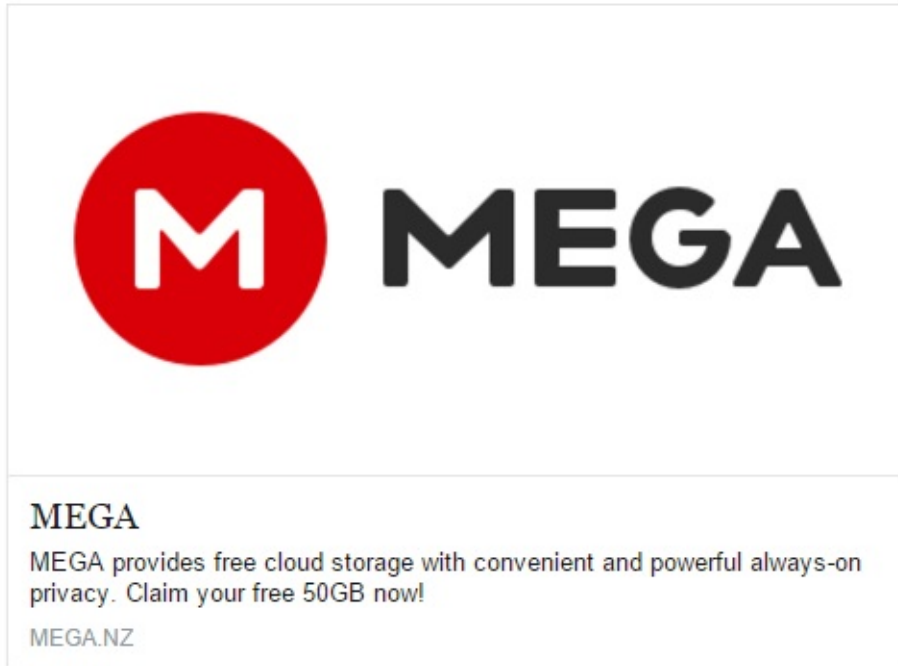 M MEGA
MEGA
MEGA provides free cloud storage with convenient and powerful always-on
privacy. Claim your free 50GB now!
MEGA.NZ